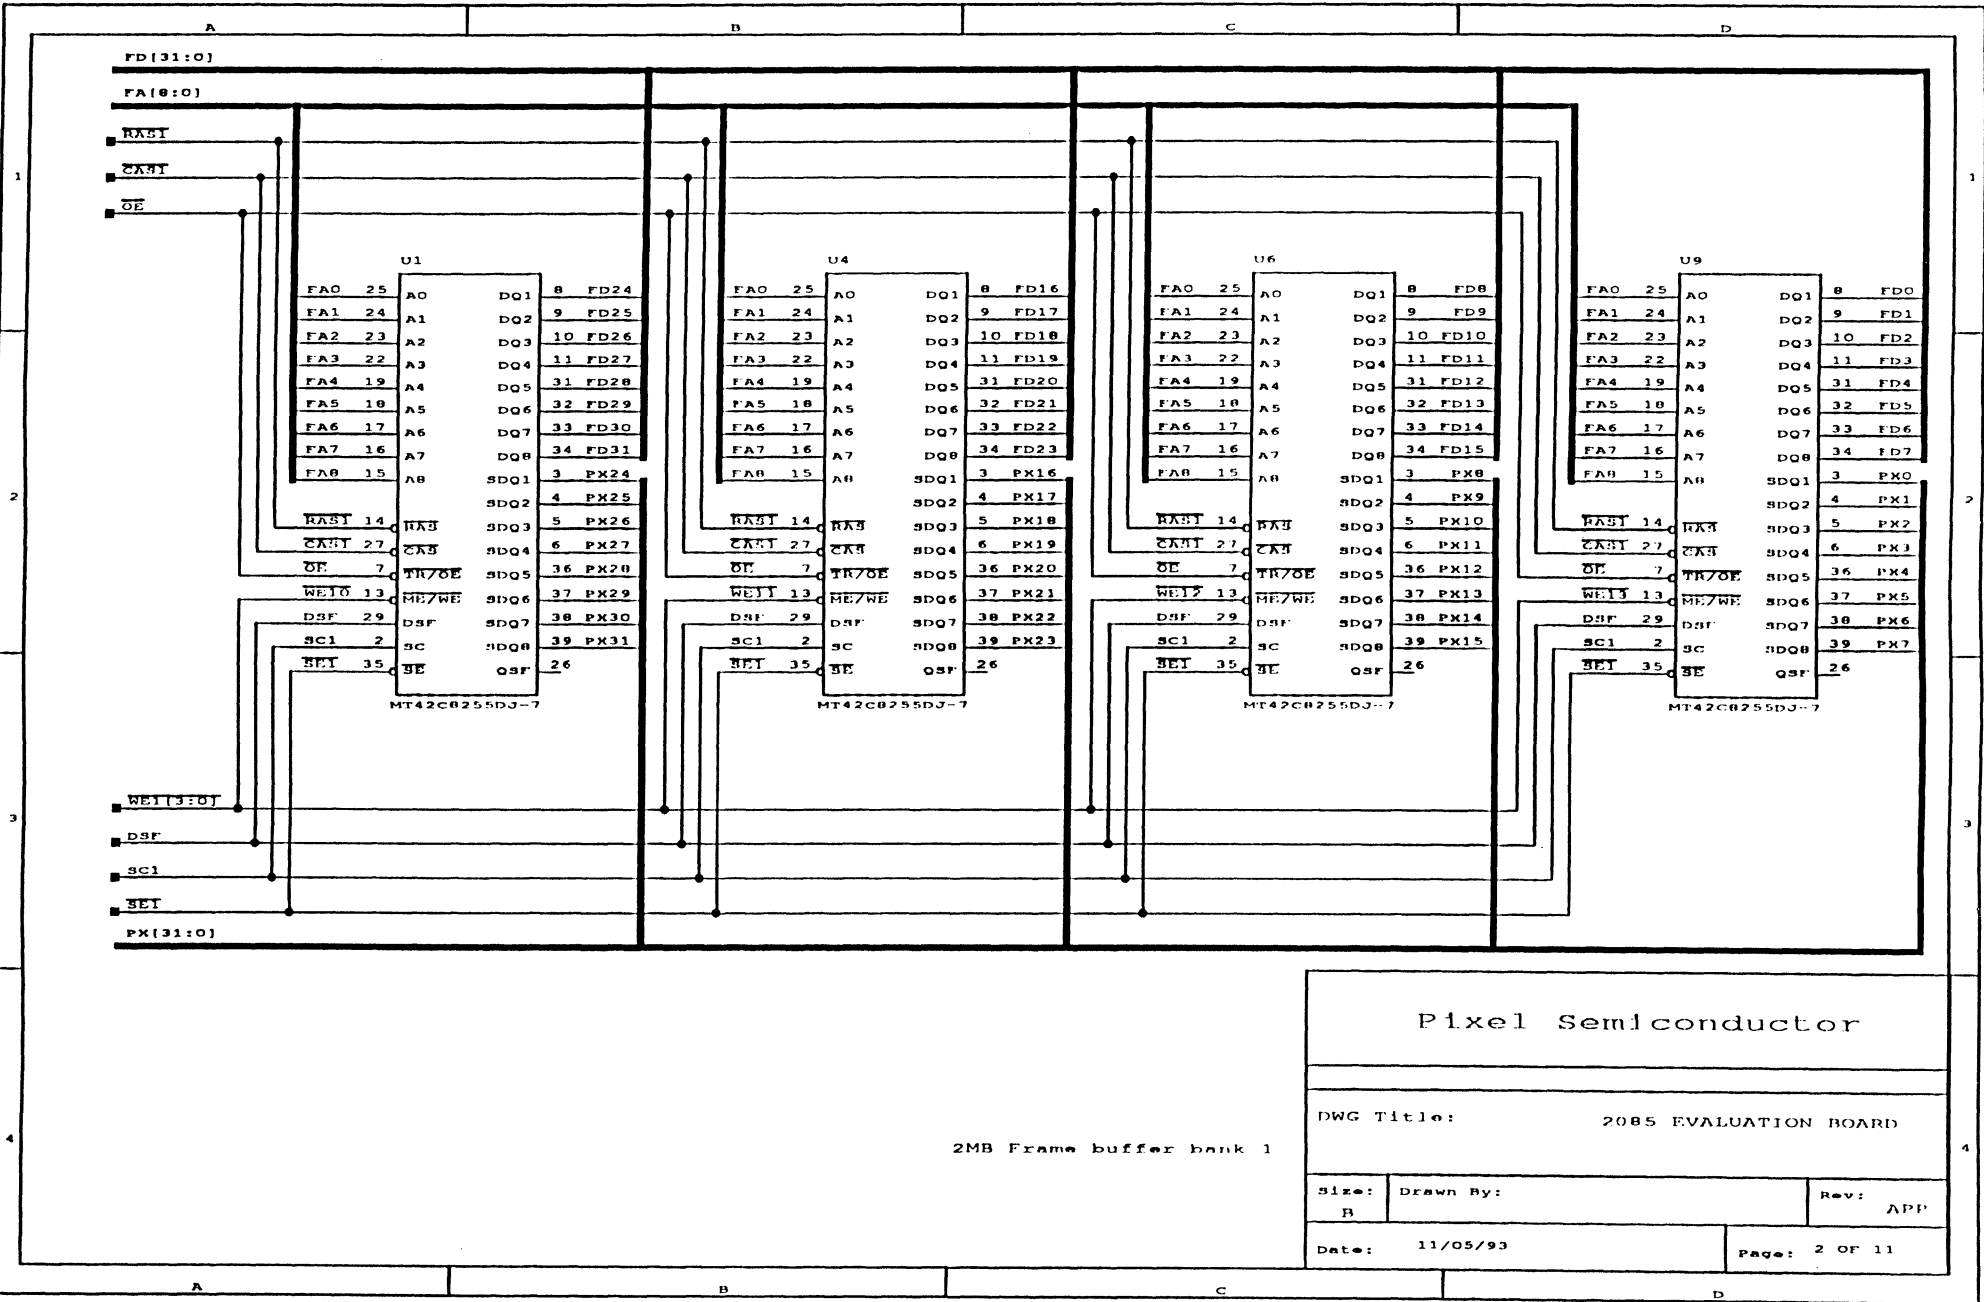 A B C D
FD[31:0]
FA[8:0]
RAS1
CAS1
OE
1 1
U1 U4 U6 U9
FA0 25 A0 DQ1 8 FD24 FA0 25 A0 DQ1 8 FD16 FA0 25 A0 DQ1 8 FD8 FA0 25 A0 DQ1 8 FD0
FA1 24 A1 DQ2 9 FD25 FA1 24 A1 DQ2 9 FD17 FA1 24 A1 DQ2 9 FD9 FA1 24 A1 DQ2 9 FD1
FA2 23 A2 DQ3 10 FD26 FA2 23 A2 DQ3 10 FD18 FA2 23 A2 DQ3 10 FD10 FA2 23 A2 DQ3 10 FD2
FA3 22 A3 DQ4 11 FD27 FA3 22 A3 DQ4 11 FD19 FA3 22 A3 DQ4 11 FD11 FA3 22 A3 DQ4 11 FD3
FA4 19 A4 DQ5 31 FD28 FA4 19 A4 DQ5 31 FD20 FA4 19 A4 DQ5 31 FD12 FA4 19 A4 DQ5 31 FD4
FA5 18 A5 DQ6 32 FD29 FA5 18 A5 DQ6 32 FD21 FA5 18 A5 DQ6 32 FD13 FA5 18 A5 DQ6 32 FD5
FA6 17 A6 DQ7 33 FD30 FA6 17 A6 DQ7 33 FD22 FA6 17 A6 DQ7 33 FD14 FA6 17 A6 DQ7 33 FD6
FA7 16 A7 DQ8 34 FD31 FA7 16 A7 DQ8 34 FD23 FA7 16 A7 DQ8 34 FD15 FA7 16 A7 DQ8 34 FD7
FA8 15 A8 SDQ1 3 PX24 FA8 15 A8 SDQ1 3 PX16 FA8 15 A8 SDQ1 3 PX8 FA8 15 A8 SDQ1 3 PX0
2 SDQ2 4 PX25 SDQ2 4 PX17 SDQ2 4 PX9 SDQ2 4 PX1 2
RAS1 14 RAS SDQ3 5 PX26 RAS1 14 RAS SDQ3 5 PX18 RAS1 14 RAS SDQ3 5 PX10 RAS1 14 RAS SDQ3 5 PX2
CAS1 27 CAS SDQ4 6 PX27 CAS1 27 CAS SDQ4 6 PX19 CAS1 27 CAS SDQ4 6 PX11 CAS1 27 CAS SDQ4 6 PX3
OE 7 TR/OE SDQ5 36 PX28 OE 7 TR/OE SDQ5 36 PX20 OE 7 TR/OE SDQ5 36 PX12 OE 7 TR/OE SDQ5 36 PX4
WE10 13 ME/WE SDQ6 37 PX29 WE11 13 ME/WE SDQ6 37 PX21 WE12 13 ME/WE SDQ6 37 PX13 WE13 13 ME/WE SDQ6 37 PX5
DSF 29 DSF SDQ7 38 PX30 DSF 29 DSF SDQ7 38 PX22 DSF 29 DSF SDQ7 38 PX14 DSF 29 DSF SDQ7 38 PX6
SC1 2 SC SDQ8 39 PX31 SC1 2 SC SDQ8 39 PX23 SC1 2 SC SDQ8 39 PX15 SC1 2 SC SDQ8 39 PX7
SE1 35 SE QSF 26 SE1 35 SE QSF 26 SE1 35 SE QSF 26 SE1 35 SE QSF 26
MT42C8255DJ-7 MT42C8255DJ-7 MT42C8255DJ-7 MT42C8255DJ-7
WE1[3:0]
3 3
DSF
SC1
SE1
PX[31:0]
Pixel Semiconductor
DWG Title: 2085 EVALUATION BOARD
4 2MB Frame buffer bank 1 4
Size: B
Drawn By:
Rev: APP
Date: 11/05/93
Page: 2 OF 11
A B C D